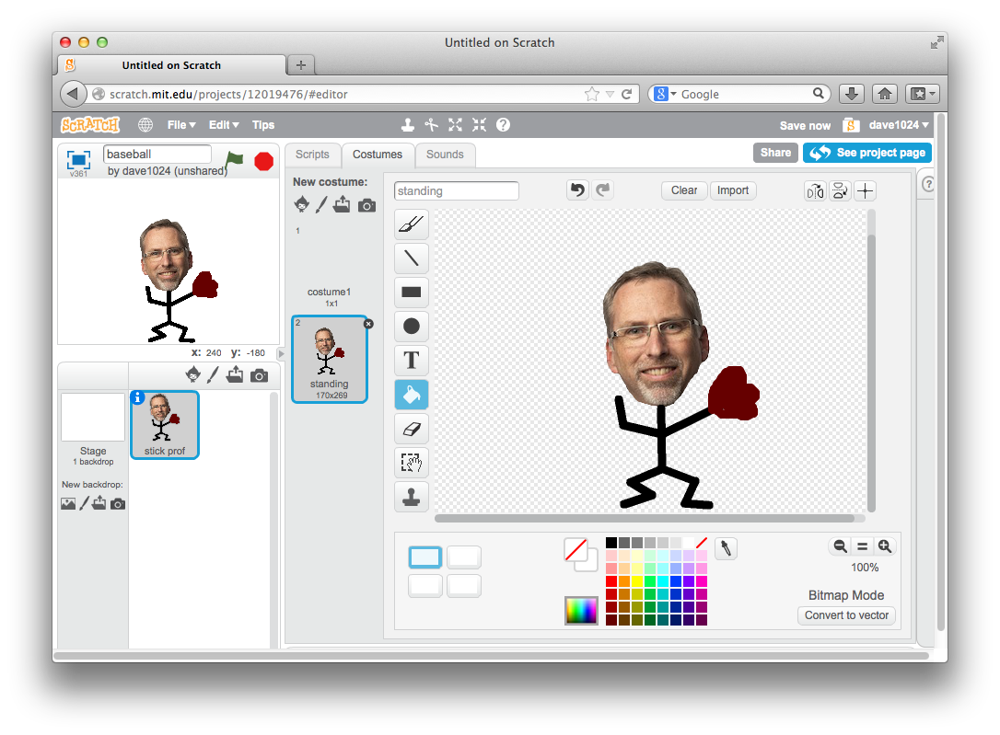 Untitled on Scratch
Untitled on Scratch
scratch.mit.edu/projects/12019476/#editor
Google
SCRATCH
File
Edit
Tips
Save now
dave1024
v361
baseball
by dave1024 (unshared)
Scripts
Costumes
Sounds
Share
See project page
New costume:
standing
Clear
Import
1
costume1
1x1
2
standing
170x269
T
x: 240 y: -180
Stage
1 backdrop
New backdrop:
stick prof
100%
Bitmap Mode
Convert to vector